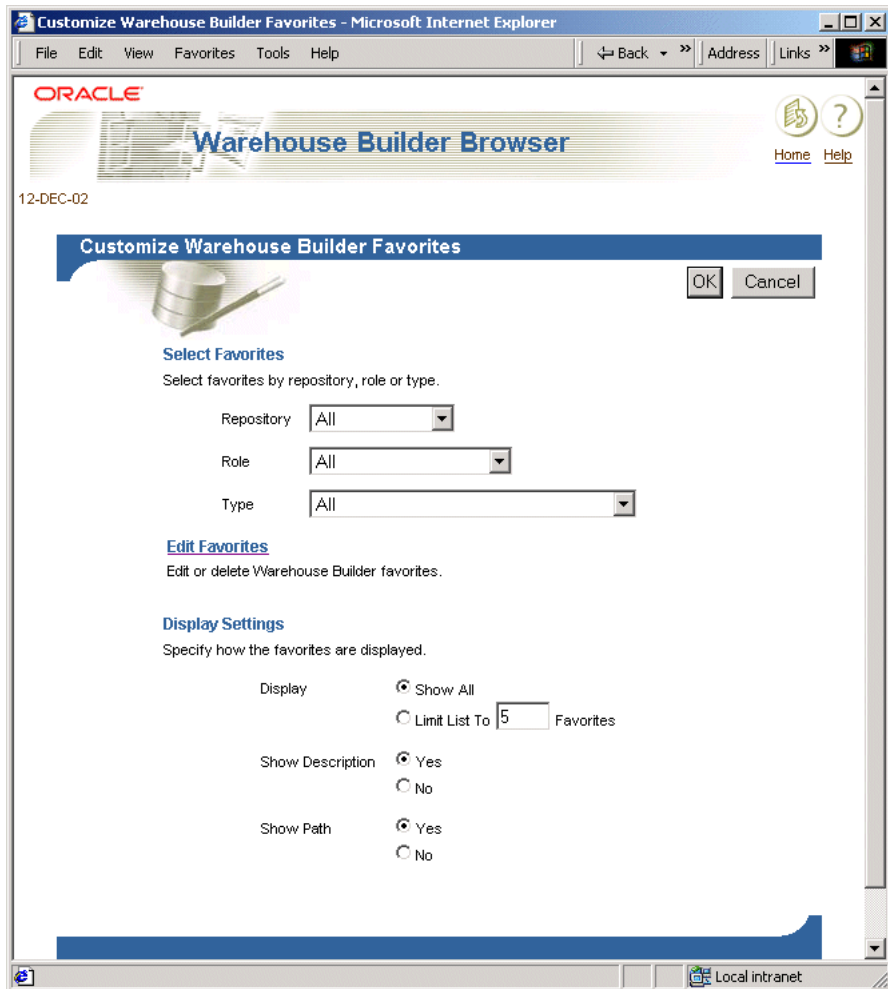 Customize Warehouse Builder Favorites - Microsoft Internet Explorer
File Edit View Favorites Tools Help Back » Address Links »
ORACLE
Warehouse Builder Browser
Home Help
12-DEC-02
Customize Warehouse Builder Favorites
OK Cancel
Select Favorites
Select favorites by repository, role or type.
Repository All
Role All
Type All
Edit Favorites
Edit or delete Warehouse Builder favorites.
Display Settings
Specify how the favorites are displayed.
Display Show All
Limit List To 5 Favorites
Show Description Yes
No
Show Path Yes
No
Local intranet